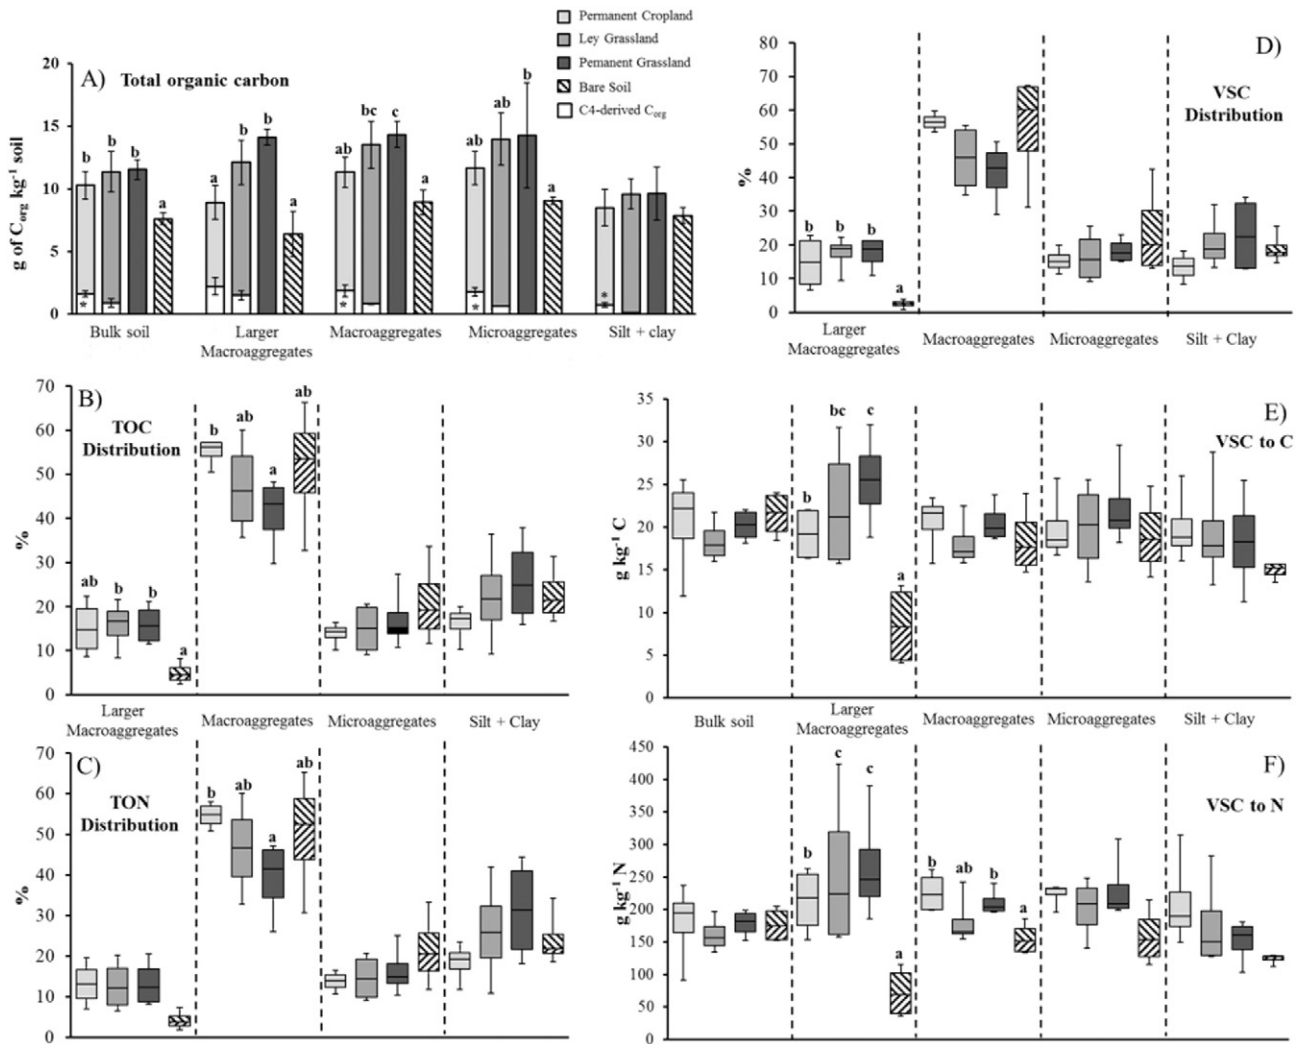 Permanent Cropland
Ley Grassland
Pemanent Grassland
Bare Soil
C4-derived Corg
A) Total organic carbon
g of Corg kg-1 soil
20
15
10
5
0
b b b a
a b b a
ab bc c a
ab ab b a
* * * *
Bulk soil
Larger
Macroaggregates
Macroaggregates
Microaggregates
Silt + clay
B)
TOC
Distribution
%
70
60
50
40
30
20
10
0
ab b b a
b ab a ab
Larger
Macroaggregates
Macroaggregates
Microaggregates
Silt + Clay
C)
TON
Distribution
%
70
60
50
40
30
20
10
0
b ab a ab
D)
VSC
Distribution
%
80
70
60
50
40
30
20
10
0
b b b a
Larger
Macroaggregates
Macroaggregates
Microaggregates
Silt + Clay
E)
VSC to C
g kg-1 C
35
30
25
20
15
10
5
0
b bc c a
Bulk soil
Larger
Macroaggregates
Macroaggregates
Microaggregates
Silt + Clay
F)
VSC to N
g kg-1 N
450
400
350
300
250
200
150
100
50
0
b c c a
b ab b a